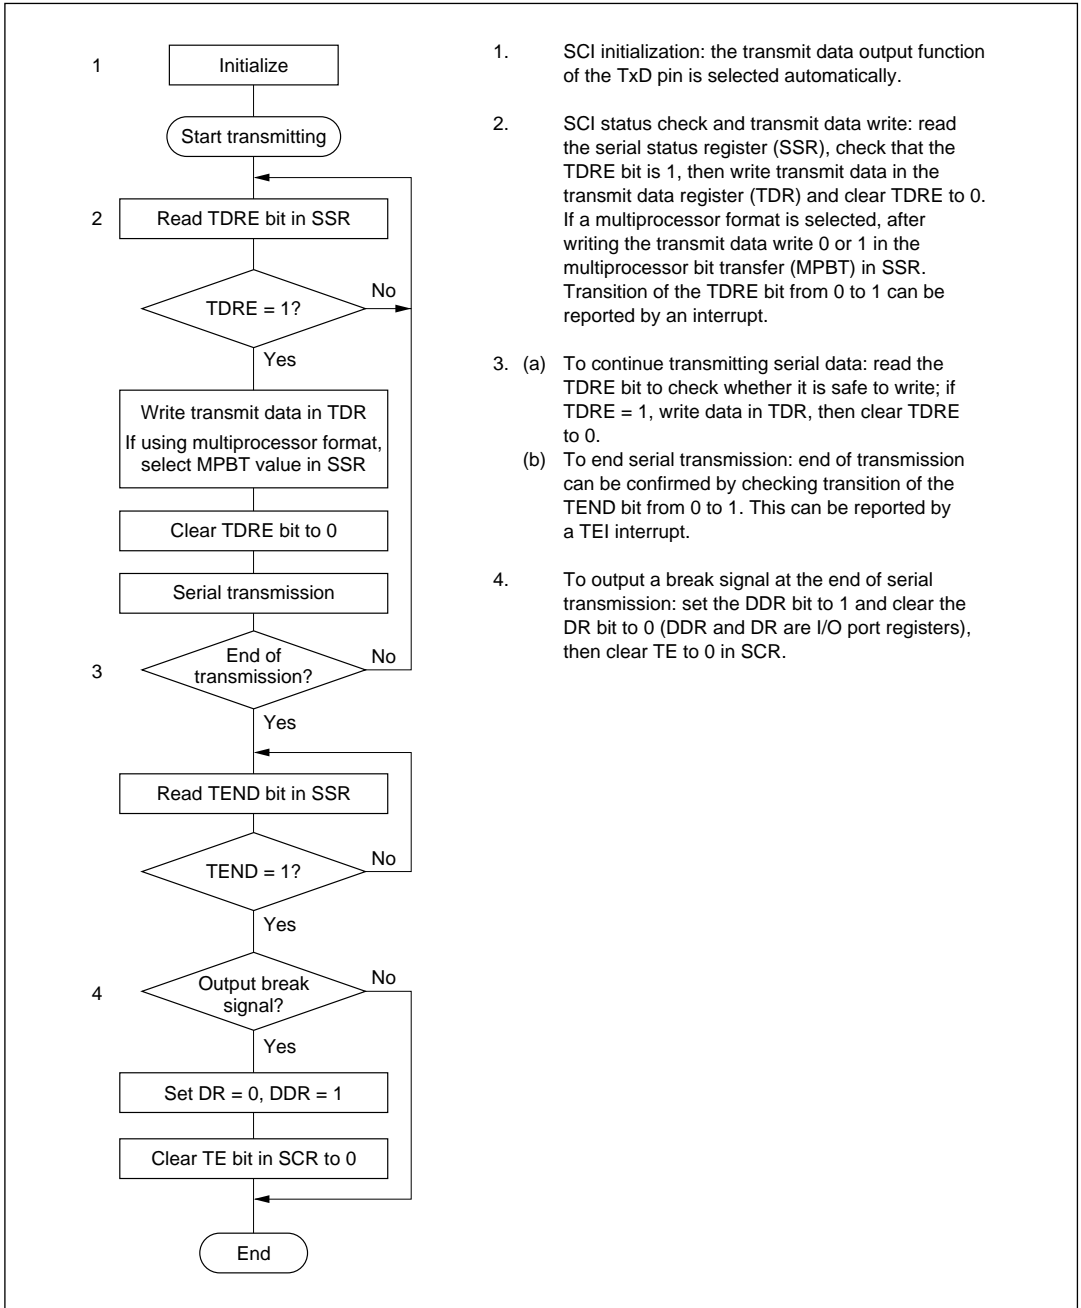 1
Initialize
Start transmitting
2
Read TDRE bit in SSR
TDRE = 1?
No
Yes
Write transmit data in TDR
If using multiprocessor format,
select MPBT value in SSR
Clear TDRE bit to 0
Serial transmission
3
End of
transmission?
No
Yes
Read TEND bit in SSR
TEND = 1?
No
Yes
4
Output break
signal?
No
Yes
Set DR = 0, DDR = 1
Clear TE bit in SCR to 0
End
1. SCI initialization: the transmit data output function
of the TxD pin is selected automatically.
2. SCI status check and transmit data write: read
the serial status register (SSR), check that the
TDRE bit is 1, then write transmit data in the
transmit data register (TDR) and clear TDRE to 0.
If a multiprocessor format is selected, after
writing the transmit data write 0 or 1 in the
multiprocessor bit transfer (MPBT) in SSR.
Transition of the TDRE bit from 0 to 1 can be
reported by an interrupt.
3. (a) To continue transmitting serial data: read the
TDRE bit to check whether it is safe to write; if
TDRE = 1, write data in TDR, then clear TDRE
to 0.
(b) To end serial transmission: end of transmission
can be confirmed by checking transition of the
TEND bit from 0 to 1. This can be reported by
a TEI interrupt.
4. To output a break signal at the end of serial
transmission: set the DDR bit to 1 and clear the
DR bit to 0 (DDR and DR are I/O port registers),
then clear TE to 0 in SCR.